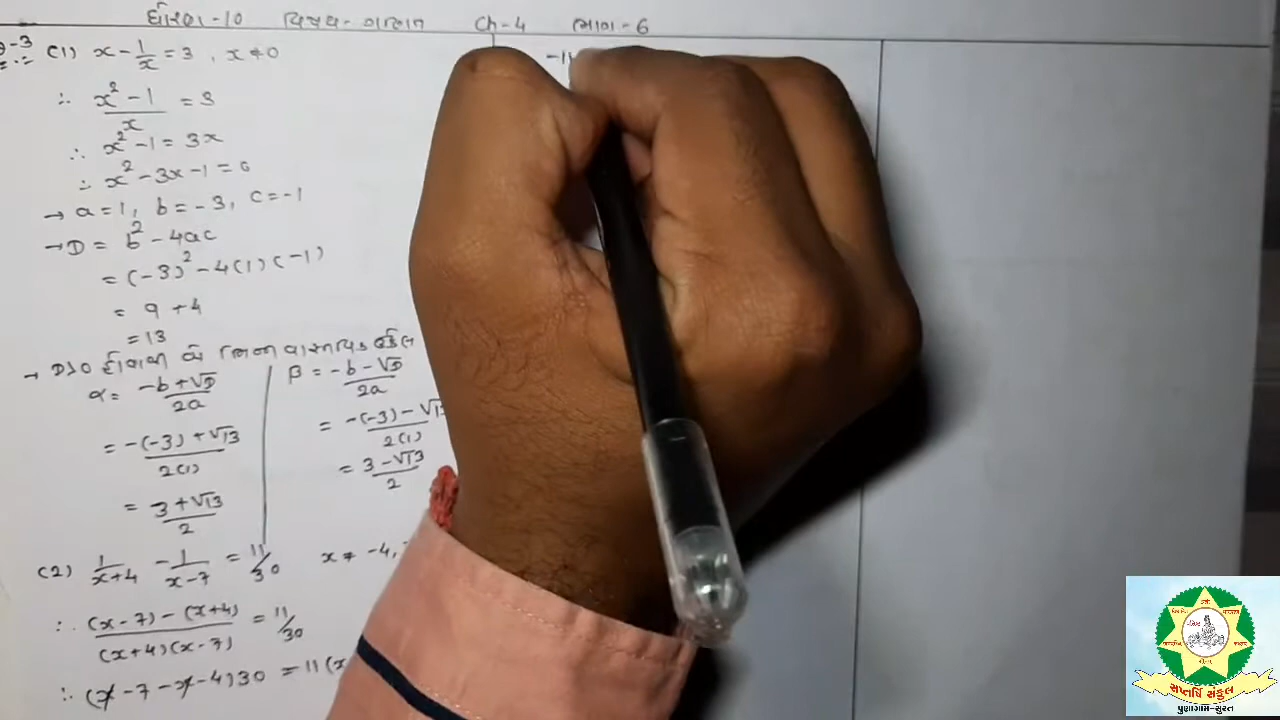 ધોરણ-10 વિષય-ગણિત Ch-4 ભાગ-6
(1) x - 1/x = 3 , x ≠ 0
∴ x² - 1 / x = 3
∴ x² - 1 = 3x
∴ x² - 3x - 1 = 0
→ a = 1, b = -3, c = -1
→ D = b² - 4ac
= (-3)² - 4(1)(-1)
= 9 + 4
= 13
→ D>0 હોવાથી બે ભિન્ન વાસ્તવિક
α = -b + √D / 2a
= -(-3) + √13 / 2(1)
= 3 + √13 / 2
β = -b - √D / 2a
= -(-3) - √13 / 2(1)
= 3 - √13 / 2
(2) 1/x+4 - 1/x-7 = 11/30 x ≠ -4,
∴ (x-7) - (x+4) / (x+4)(x-7) = 11/30
∴ (x - 7 - x - 4) 30 = 11(x
સપ્તર્ષિ સંકુલ
પુણાગામ-સુરત